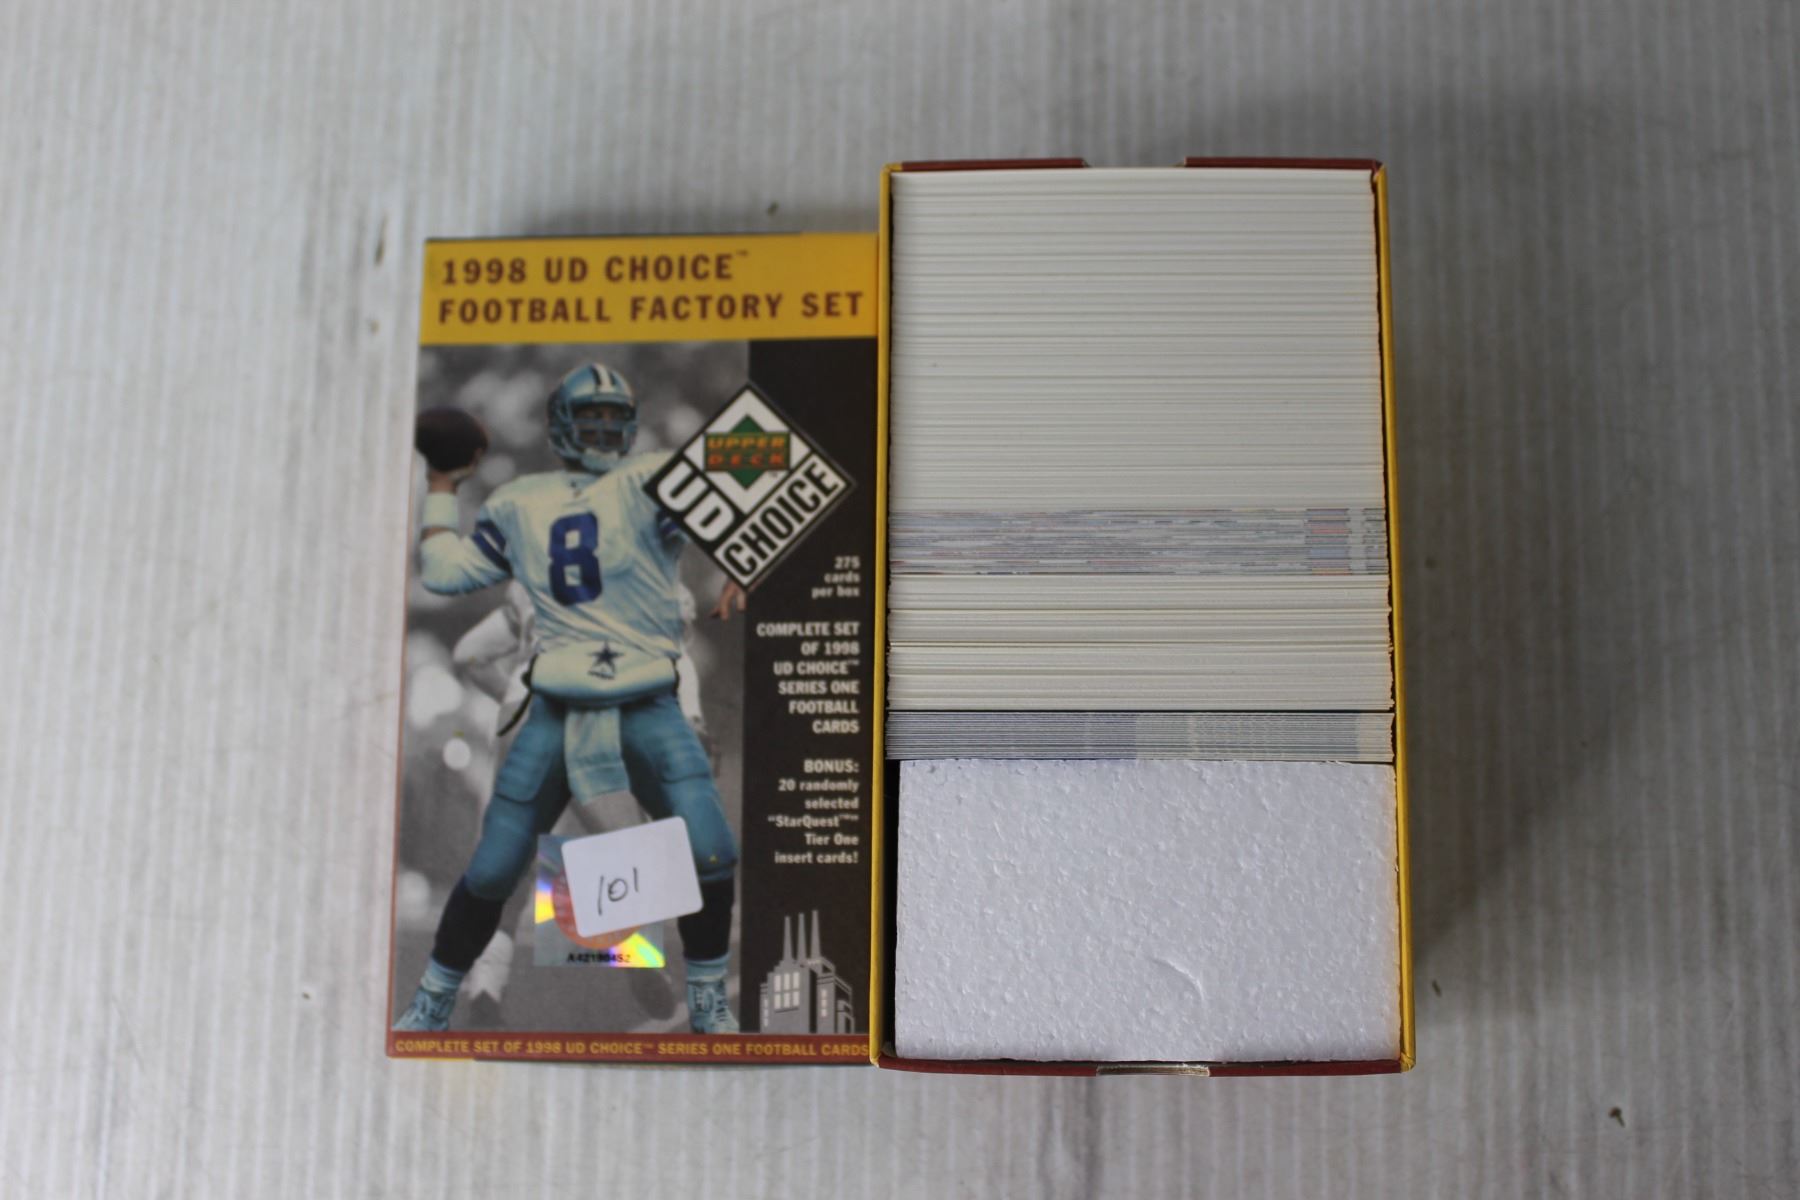 1998 UD CHOICE™
FOOTBALL FACTORY SET
8
UPPER
DECK
UD
CHOICE
275
cards
per box
COMPLETE SET
OF 1998
UD CHOICE™
SERIES ONE
FOOTBALL
CARDS
BONUS:
20 randomly
selected
"StarQuest™"
Tier One
insert cards!
101
COMPLETE SET OF 1998 UD CHOICE™ SERIES ONE FOOTBALL CARDS